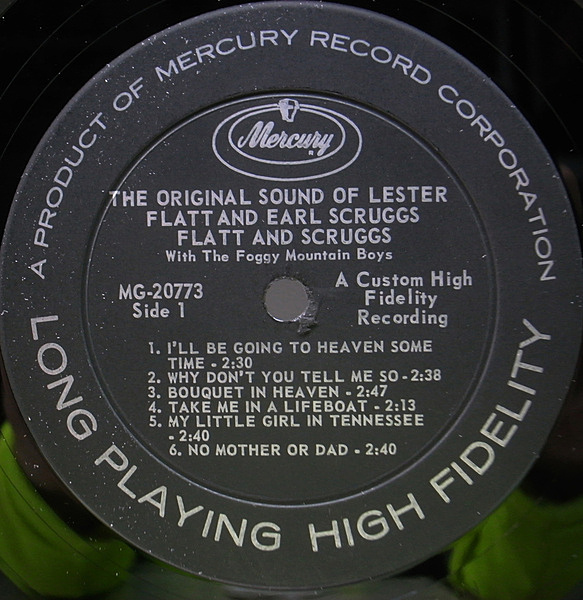 A PRODUCT OF MERCURY RECORD CORPORATION
Mercury
®
THE ORIGINAL SOUND OF LESTER
FLATT AND EARL SCRUGGS
FLATT AND SCRUGGS
With The Foggy Mountain Boys
MG-20773
Side 1
A Custom High
Fidelity
Recording
1. I'LL BE GOING TO HEAVEN SOME
TIME - 2:30
2. WHY DON'T YOU TELL ME SO - 2:38
3. BOUQUET IN HEAVEN - 2:47
4. TAKE ME IN A LIFEBOAT - 2:13
5. MY LITTLE GIRL IN TENNESSEE
- 2:40
6. NO MOTHER OR DAD - 2:40
LONG PLAYING HIGH FIDELITY